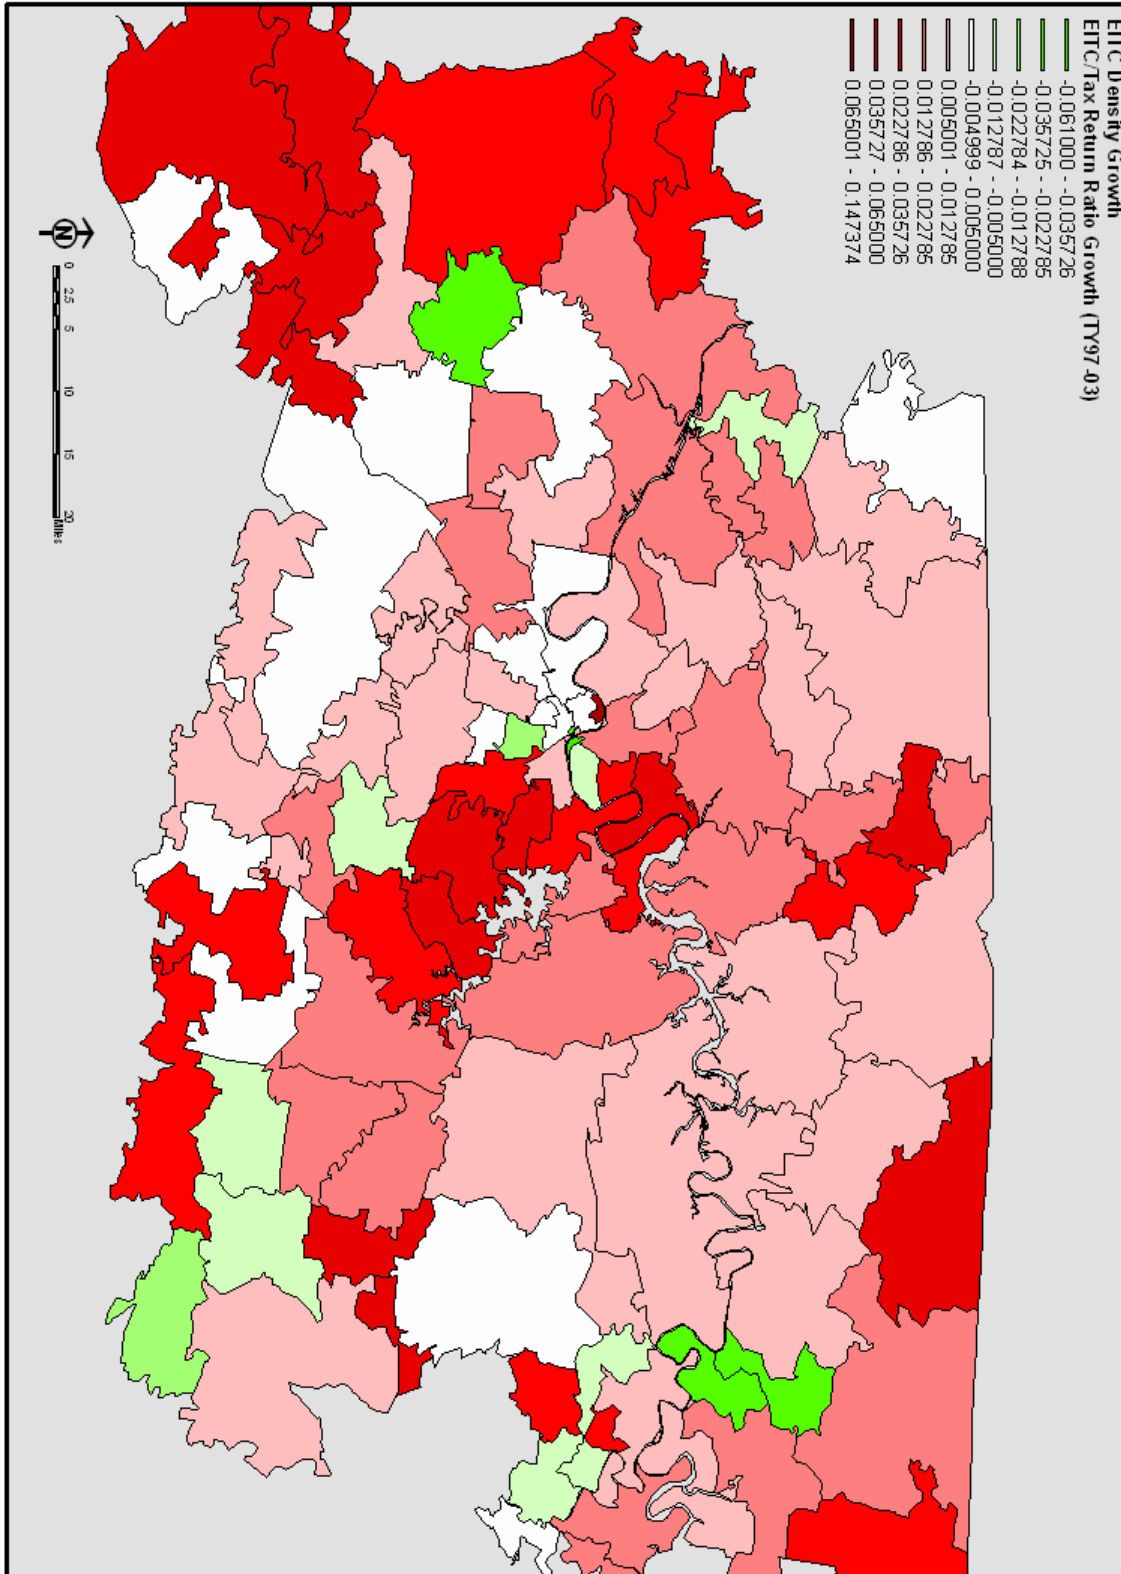 EITC Density Growth
EITC/Tax Return Ratio Growth (TY97-03)
-0.061000 - -0.035726
-0.035725 - -0.022785
-0.022784 - -0.012788
-0.012787 - -0.005000
-0.004999 - 0.005000
0.005001 - 0.012785
0.012786 - 0.022785
0.022786 - 0.035726
0.035727 - 0.065000
0.065001 - 0.147374
N
0 2.5 5 10 15 20
Miles